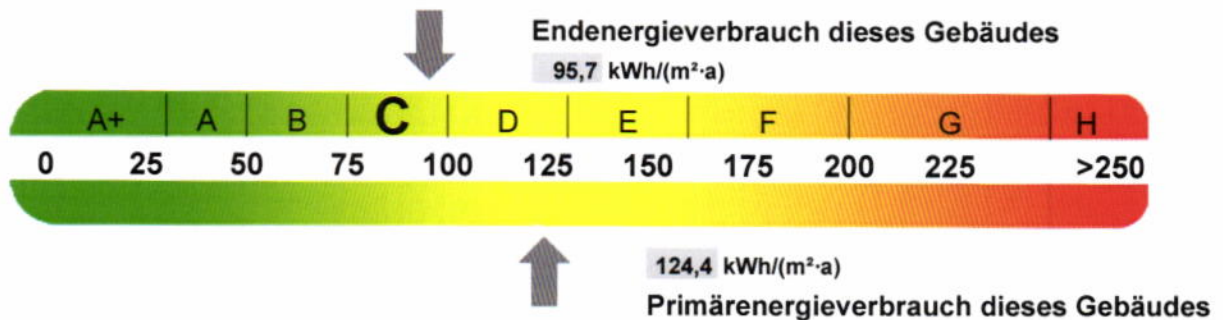 Endenergieverbrauch dieses Gebäudes
95,7 kWh/(m²·a)
A+ A B C D E F G H
0 25 50 75 100 125 150 175 200 225 >250
124,4 kWh/(m²·a)
Primärenergieverbrauch dieses Gebäudes